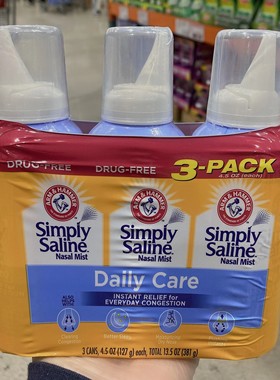 DRUG-FREE
DRUG-FREE
3-PACK
4.5 OZ (each)
ARM & HAMMER
ARM & HAMMER
ARM & HAMMER
Simply
Saline
Nasal Mist
Simply
Saline
Nasal Mist
Simply
Saline
Nasal Mist
Daily Care
INSTANT RELIEF for
EVERYDAY CONGESTION
3 CANS, 4.5 OZ (127 g) each, TOTAL 13.5 OZ (381 g)